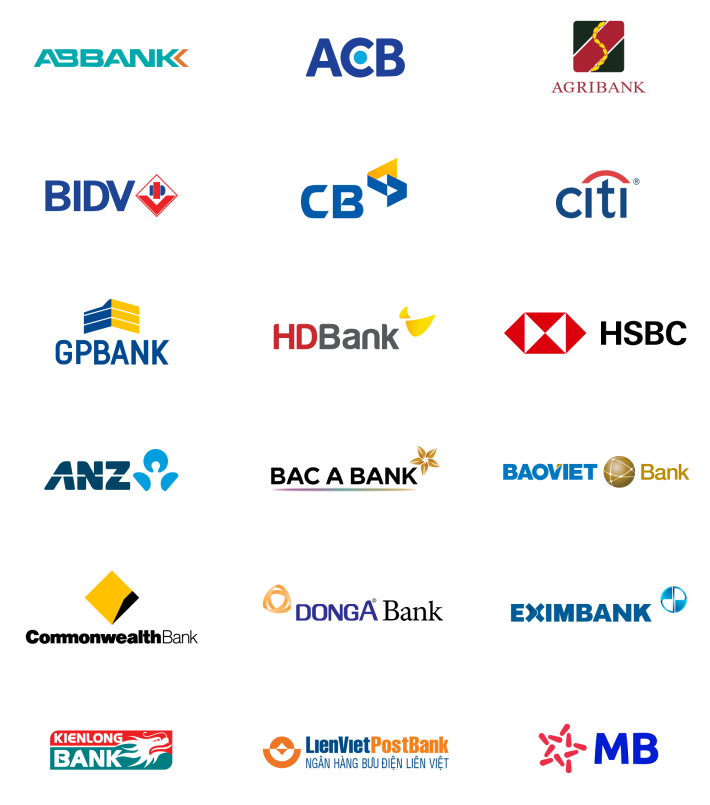 ABBANK
ACB
AGRIBANK
BIDV
CB
citi®
GPBANK
HDBank
HSBC
ANZ
BAC A BANK
BAOVIET Bank
CommonwealthBank
DONGA® Bank
EXIMBANK
KIENLONG
BANK
LienVietPostBank
NGÂN HÀNG BƯU ĐIỆN LIÊN VIỆT
MB